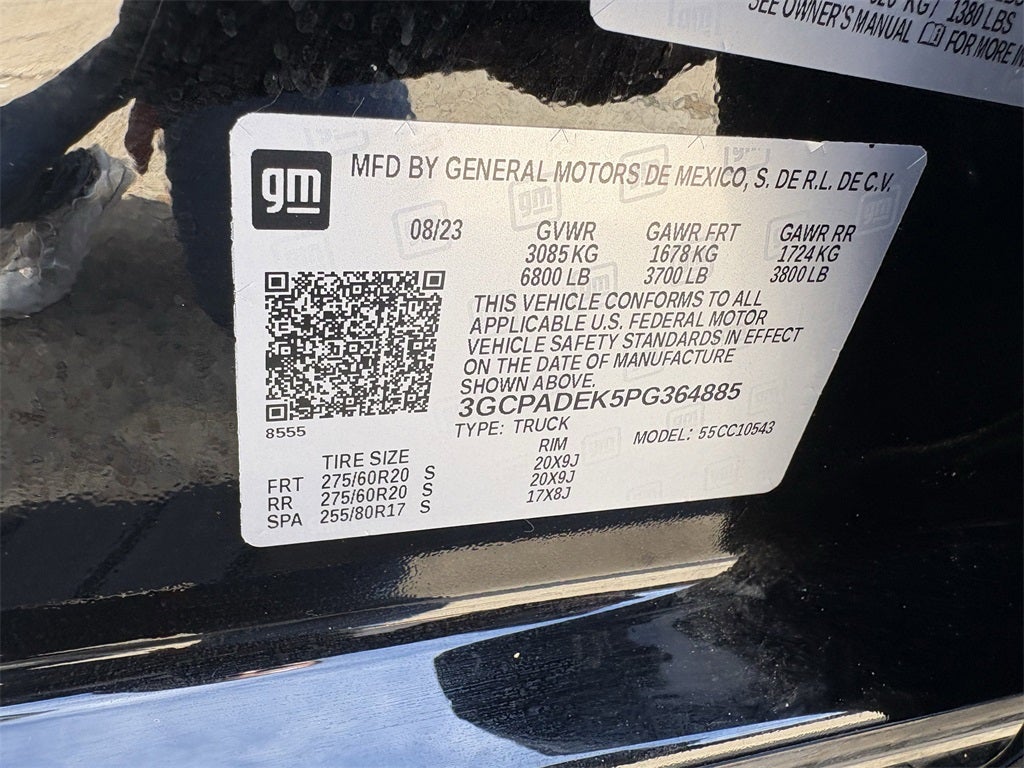 KG / 1380 LBS
SEE OWNER'S MANUAL FOR MORE
gm
MFD BY GENERAL MOTORS DE MEXICO, S. DE R.L. DE C.V.
08/23 GVWR GAWR FRT GAWR RR
3085 KG 1678 KG 1724 KG
6800 LB 3700 LB 3800 LB
THIS VEHICLE CONFORMS TO ALL
APPLICABLE U.S. FEDERAL MOTOR
VEHICLE SAFETY STANDARDS IN EFFECT
ON THE DATE OF MANUFACTURE
SHOWN ABOVE.
3GCPADEK5PG364885
8555
TYPE: TRUCK MODEL: 55CC10543
TIRE SIZE RIM
FRT 275/60R20 S 20X9J
RR 275/60R20 S 20X9J
SPA 255/80R17 S 17X8J